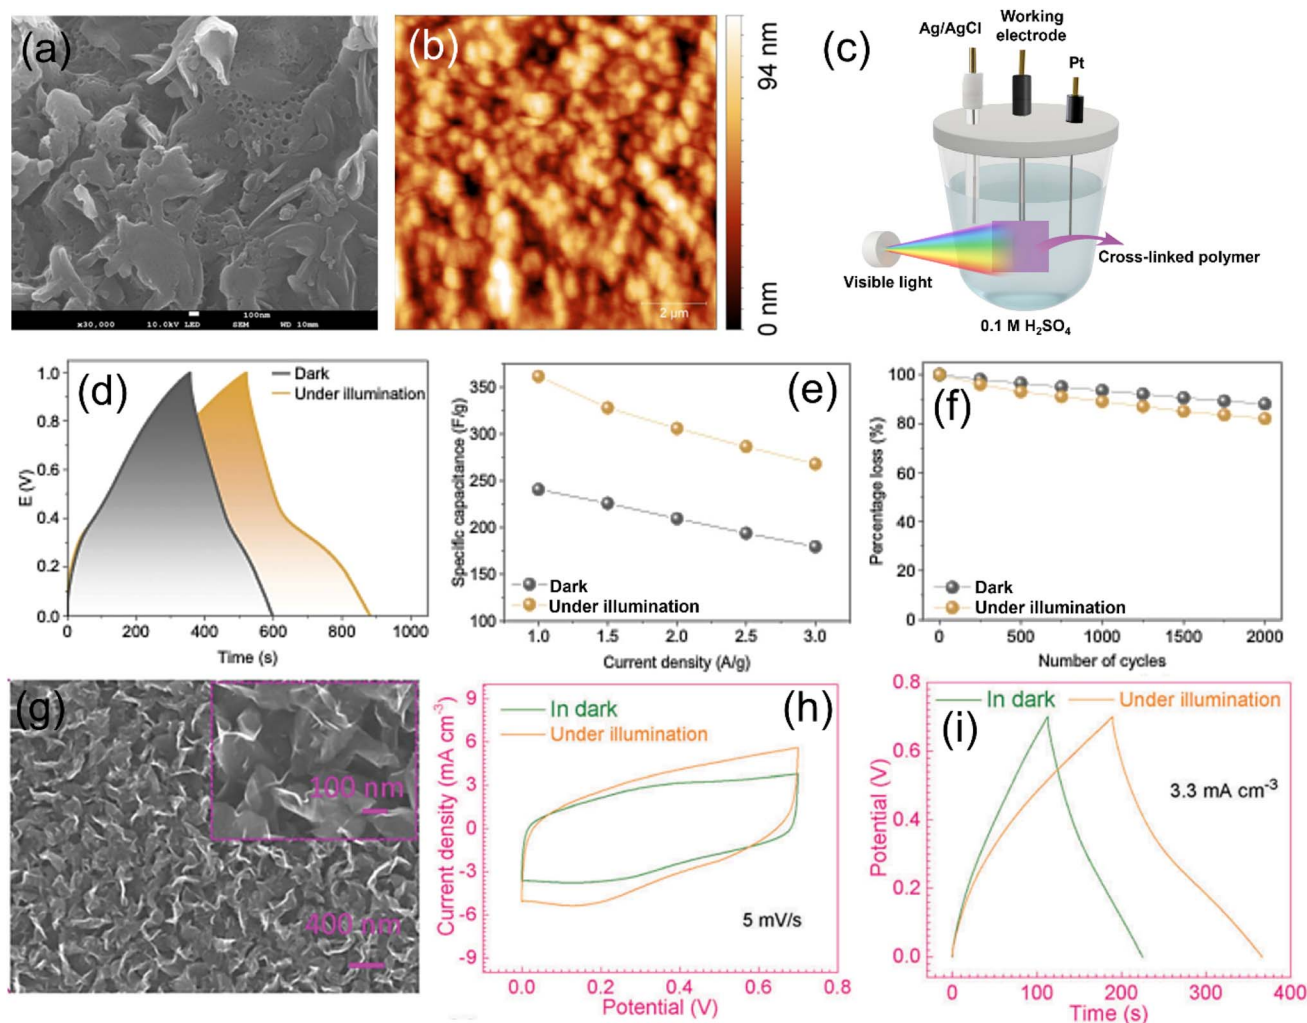 (a)
x30,000
10.0kV LED
100nm
SEM
WD 10mm
(b)
94 nm
0 nm
2 µm
(c)
Ag/AgCl
Working
electrode
Pt
Visible light
Cross-linked polymer
0.1 M H₂SO₄
(d)
Dark
Under illumination
E (V)
1.0
0.8
0.6
0.4
0.2
0.0
0 200 400 600 800 1000
Time (s)
(e)
Specific capacitance (F/g)
350
300
250
200
150
100
Dark
Under illumination
1.0 1.5 2.0 2.5 3.0
Current density (A/g)
(f)
Percentage loss (%)
100
80
60
40
20
0
Dark
Under illumination
0 500 1000 1500 2000
Number of cycles
(g)
100 nm
400 nm
(h)
In dark
Under illumination
Current density (mA cm⁻³)
9
6
3
0
-3
-6
-9
5 mV/s
0.0 0.2 0.4 0.6 0.8
Potential (V)
(i)
In dark
Under illumination
3.3 mA cm⁻³
Potential (V)
0.8
0.6
0.4
0.2
0.0
0 100 200 300 400
Time (s)